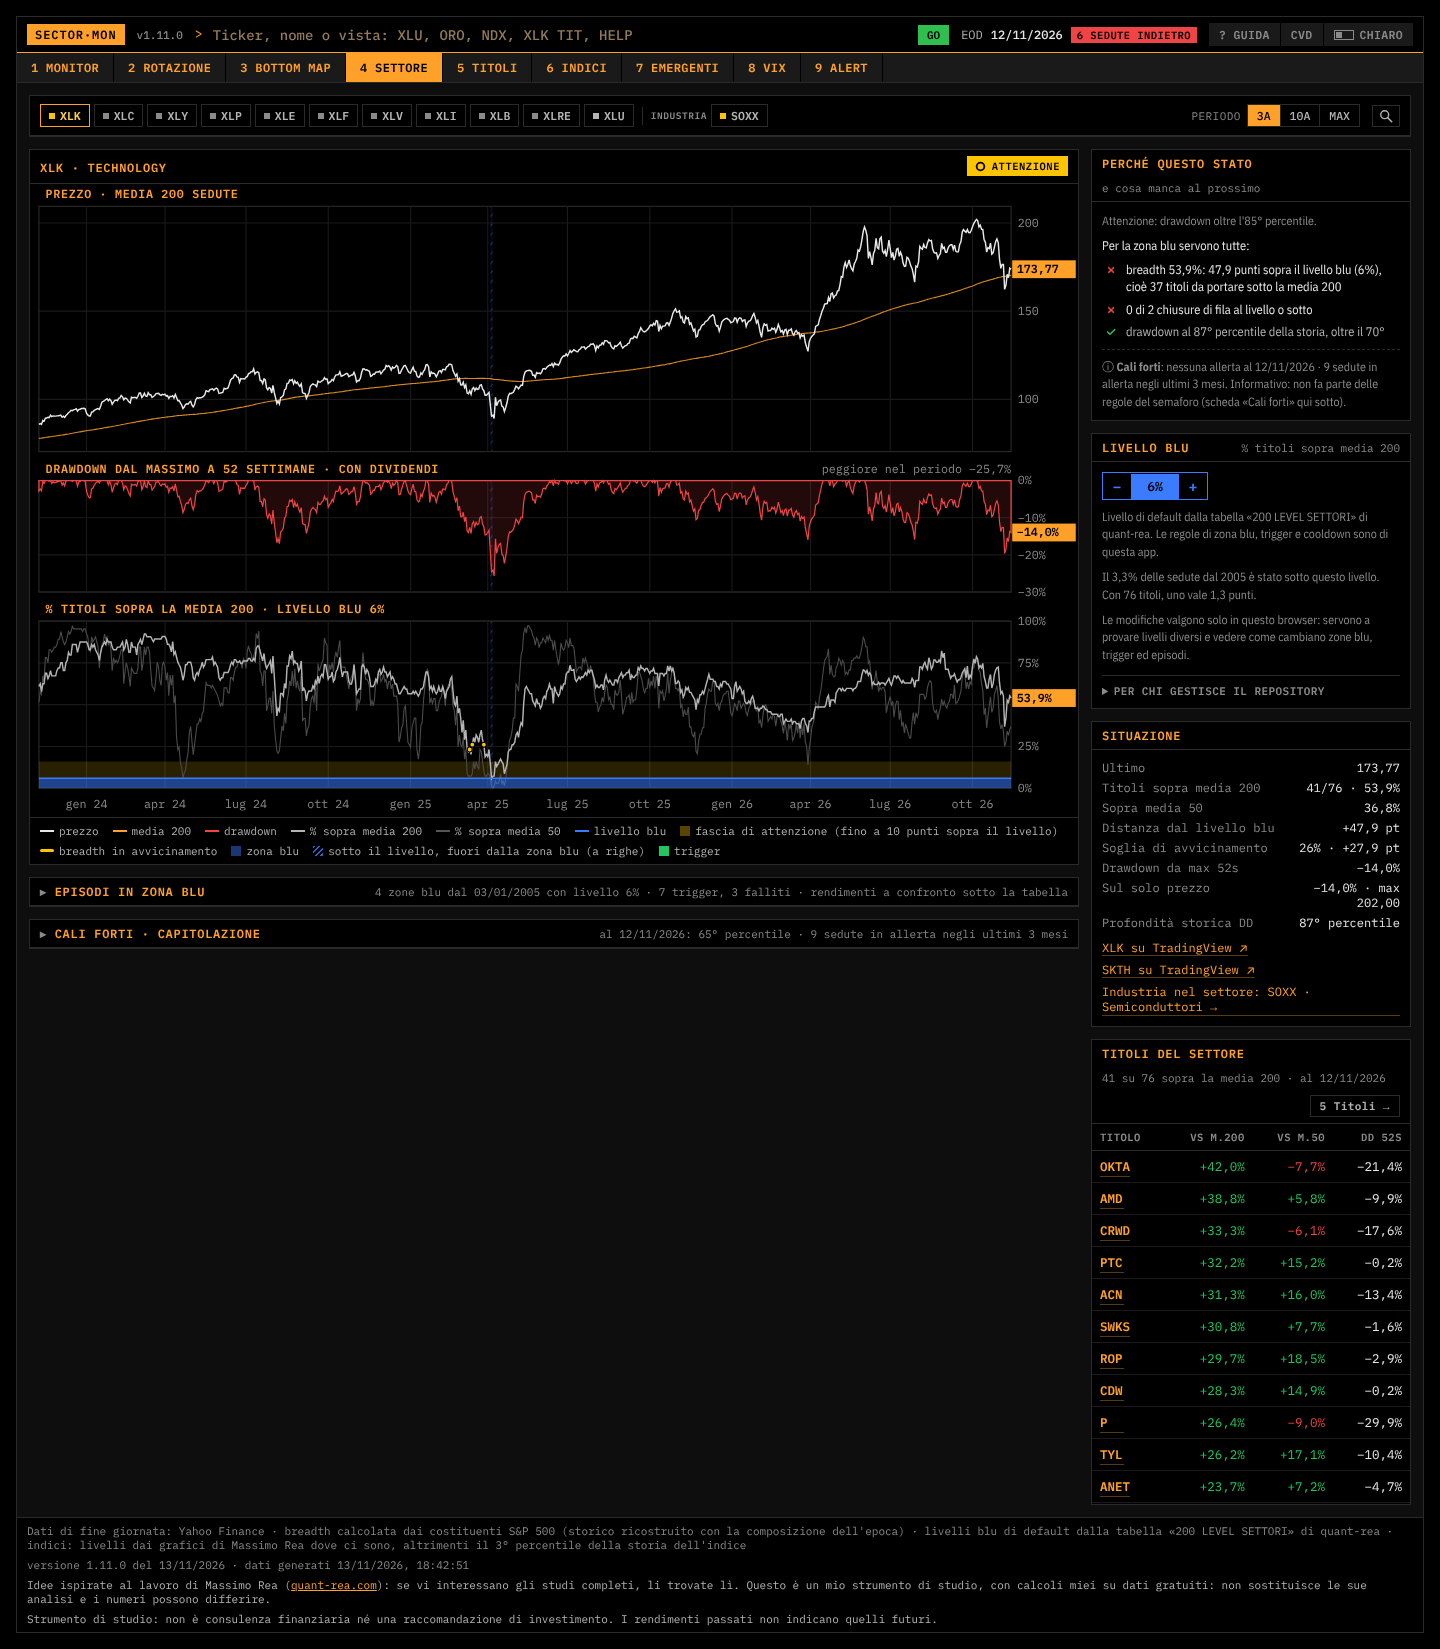 SECTOR·MON v1.11.0 > Ticker, nome o vista: XLU, ORO, NDX, XLK TIT, HELP GO EOD 12/11/2026 6 SEDUTE INDIETRO ? GUIDA CVD CHIARO
1 MONITOR 2 ROTAZIONE 3 BOTTOM MAP 4 SETTORE 5 TITOLI 6 INDICI 7 EMERGENTI 8 VIX 9 ALERT
XLK XLC XLY XLP XLE XLF XLV XLI XLB XLRE XLU INDUSTRIA SOXX PERIODO 3A 10A MAX
XLK · TECHNOLOGY ATTENZIONE
PREZZO · MEDIA 200 SEDUTE
200
173,77
150
100
DRAWDOWN DAL MASSIMO A 52 SETTIMANE · CON DIVIDENDI peggiore nel periodo −25,7%
0%
−10%
−14,0%
−20%
−30%
% TITOLI SOPRA LA MEDIA 200 · LIVELLO BLU 6%
100%
75%
53,9%
25%
0%
gen 24 apr 24 lug 24 ott 24 gen 25 apr 25 lug 25 ott 25 gen 26 apr 26 lug 26 ott 26
prezzo media 200 drawdown % sopra media 200 % sopra media 50 livello blu fascia di attenzione (fino a 10 punti sopra il livello)
breadth in avvicinamento zona blu sotto il livello, fuori dalla zona blu (a righe) trigger
▶ EPISODI IN ZONA BLU 4 zone blu dal 03/01/2005 con livello 6% · 7 trigger, 3 falliti · rendimenti a confronto sotto la tabella
▶ CALI FORTI · CAPITOLAZIONE al 12/11/2026: 65° percentile · 9 sedute in allerta negli ultimi 3 mesi
PERCHÉ QUESTO STATO
e cosa manca al prossimo
Attenzione: drawdown oltre l'85° percentile.
Per la zona blu servono tutte:
× breadth 53,9%: 47,9 punti sopra il livello blu (6%),
cioè 37 titoli da portare sotto la media 200
× 0 di 2 chiusure di fila al livello o sotto
✓ drawdown al 87° percentile della storia, oltre il 70°
ⓘ Cali forti: nessuna allerta al 12/11/2026 · 9 sedute in
allerta negli ultimi 3 mesi. Informativo: non fa parte delle
regole del semaforo (scheda «Cali forti» qui sotto).
LIVELLO BLU % titoli sopra media 200
− 6% +
Livello di default dalla tabella «200 LEVEL SETTORI» di
quant-rea. Le regole di zona blu, trigger e cooldown sono di
questa app.
Il 3,3% delle sedute dal 2005 è stato sotto questo livello.
Con 76 titoli, uno vale 1,3 punti.
Le modifiche valgono solo in questo browser: servono a
provare livelli diversi e vedere come cambiano zone blu,
trigger ed episodi.
▶ PER CHI GESTISCE IL REPOSITORY
SITUAZIONE
Ultimo 173,77
Titoli sopra media 200 41/76 · 53,9%
Sopra media 50 36,8%
Distanza dal livello blu +47,9 pt
Soglia di avvicinamento 26% · +27,9 pt
Drawdown da max 52s −14,0%
Sul solo prezzo −14,0% · max
202,00
Profondità storica DD 87° percentile
XLK su TradingView ↗
SKTH su TradingView ↗
Industria nel settore: SOXX ·
Semiconduttori →
TITOLI DEL SETTORE
41 su 76 sopra la media 200 · al 12/11/2026
5 Titoli →
TITOLO VS M.200 VS M.50 DD 52S
OKTA +42,0% −7,7% −21,4%
AMD +38,8% +5,8% −9,9%
CRWD +33,3% −6,1% −17,6%
PTC +32,2% +15,2% −0,2%
ACN +31,3% +16,0% −13,4%
SWKS +30,8% +7,7% −1,6%
ROP +29,7% +18,5% −2,9%
CDW +28,3% +14,9% −0,2%
P +26,4% −9,0% −29,9%
TYL +26,2% +17,1% −10,4%
ANET +23,7% +7,2% −4,7%
Dati di fine giornata: Yahoo Finance · breadth calcolata dai costituenti S&P 500 (storico ricostruito con la composizione dell'epoca) · livelli blu di default dalla tabella «200 LEVEL SETTORI» di quant-rea ·
indici: livelli dai grafici di Massimo Rea dove ci sono, altrimenti il 3° percentile della storia dell'indice
versione 1.11.0 del 13/11/2026 · dati generati 13/11/2026, 18:42:51
Idee ispirate al lavoro di Massimo Rea (quant-rea.com): se vi interessano gli studi completi, li trovate lì. Questo è un mio strumento di studio, con calcoli miei su dati gratuiti: non sostituisce le sue
analisi e i numeri possono differire.
Strumento di studio: non è consulenza finanziaria né una raccomandazione di investimento. I rendimenti passati non indicano quelli futuri.